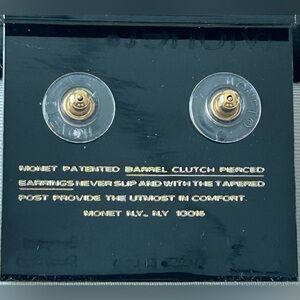 MONET PATENTED BARREL CLUTCH PIERCED
EARRINGS NEVER SLIP AND WITH THE TAPERED
POST PROVIDE THE UTMOST IN COMFORT.
MONET N.Y., N.Y. 10016